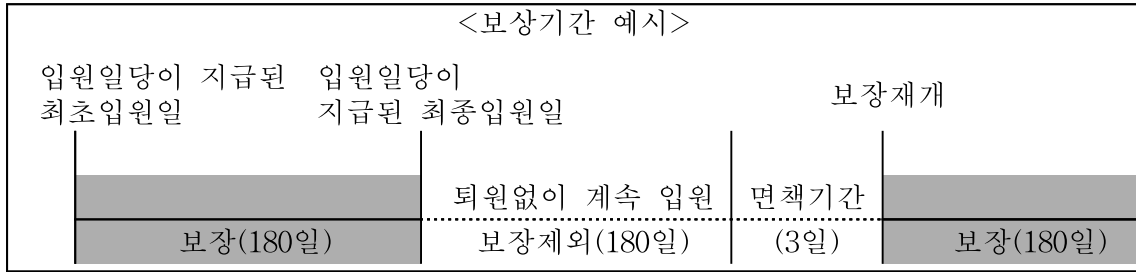 <보상기간 예시>
입원일당이 지급된 입원일당이
최초입원일 지급된 최종입원일
보장재개
퇴원없이 계속 입원 면책기간
보장(180일) 보장제외(180일) (3일) 보장(180일)